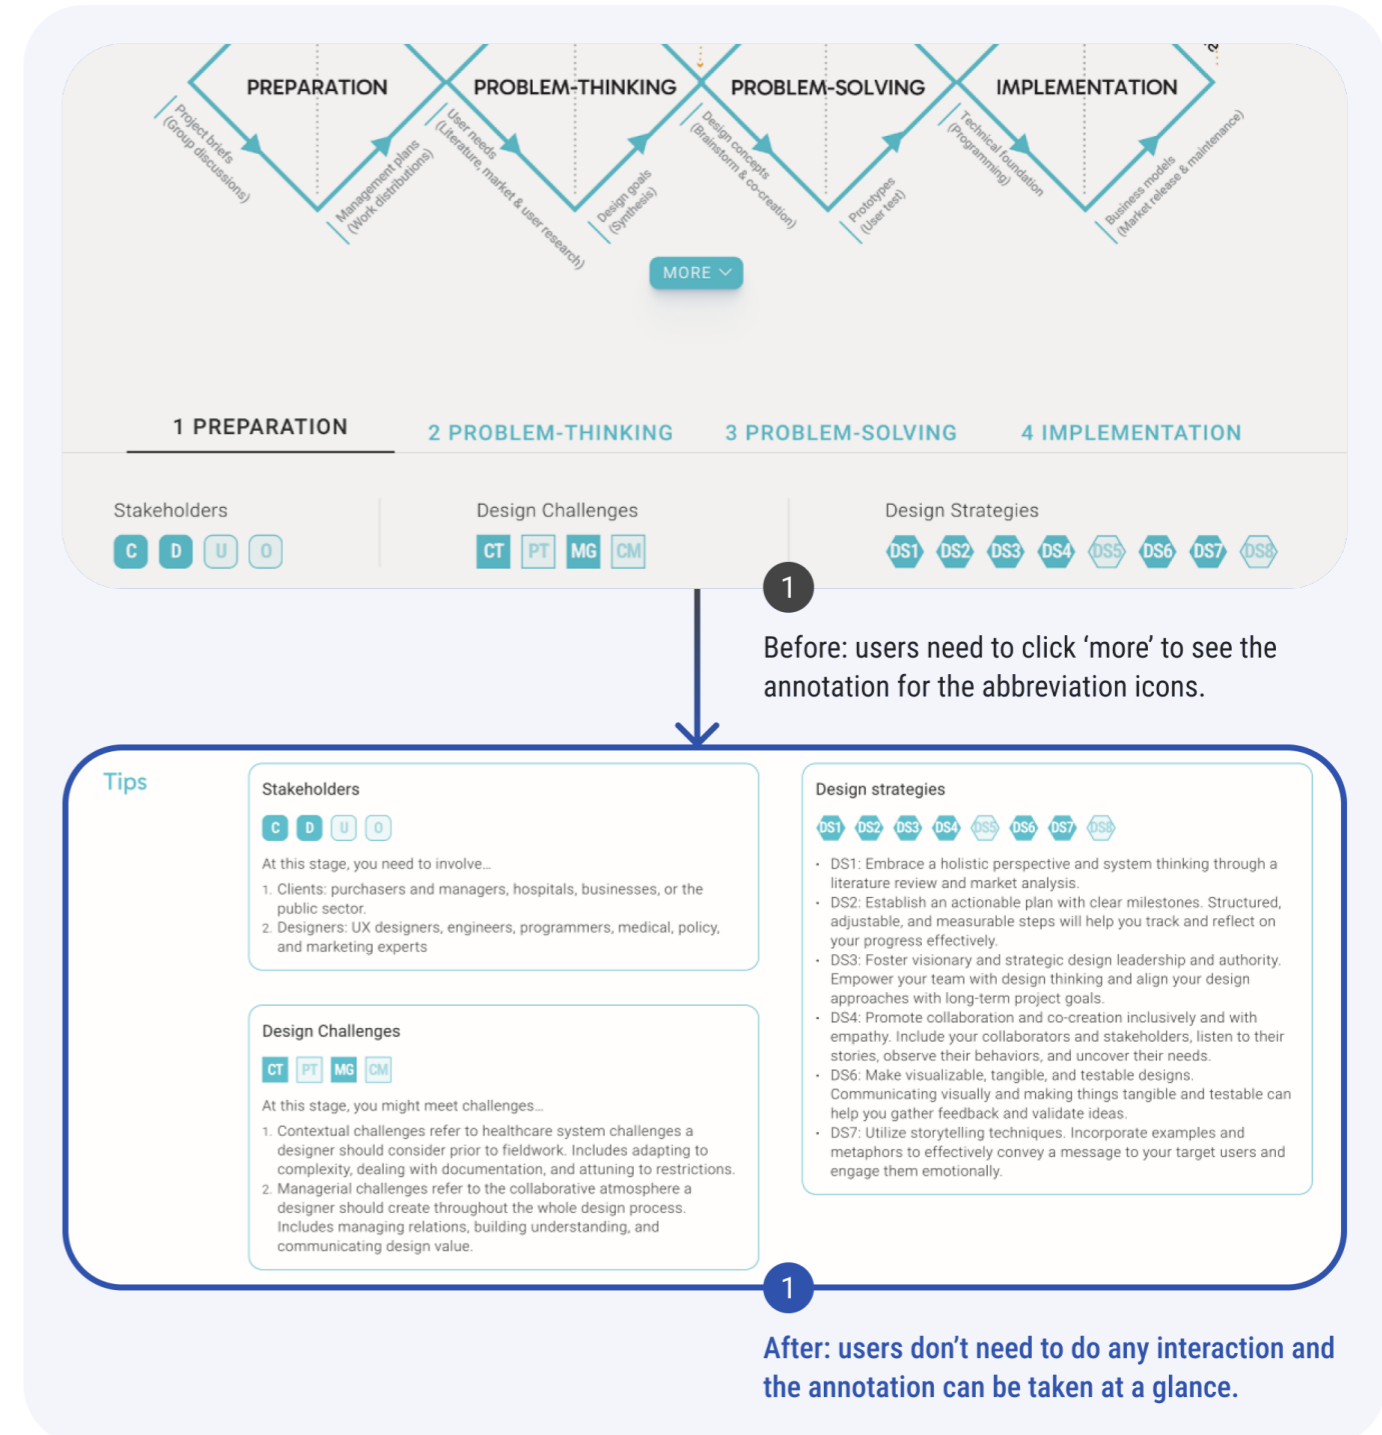 PREPARATION
PROBLEM-THINKING
PROBLEM-SOLVING
IMPLEMENTATION
Project briefs
(Group discussions)
Management plans
(Work distributions)
User needs
(Literature, market & user research)
Design goals
(Synthesis)
Design concepts
(Brainstorm & co-creation)
Prototypes
(User test)
Technical foundation
(Programming)
Business models
(Market release & maintenance)
MORE
1 PREPARATION
2 PROBLEM-THINKING
3 PROBLEM-SOLVING
4 IMPLEMENTATION
Stakeholders
C D U O
Design Challenges
CT PT MG CM
Design Strategies
DS1 DS2 DS3 DS4 DS5 DS6 DS7 DS8
1
Before: users need to click ‘more’ to see the
annotation for the abbreviation icons.
Tips
Stakeholders
C D U O
At this stage, you need to involve...
1. Clients: purchasers and managers, hospitals, businesses, or the
public sector.
2. Designers: UX designers, engineers, programmers, medical, policy,
and marketing experts
Design Challenges
CT PT MG CM
At this stage, you might meet challenges...
1. Contextual challenges refer to healthcare system challenges a
designer should consider prior to fieldwork. Includes adapting to
complexity, dealing with documentation, and attuning to restrictions.
2. Managerial challenges refer to the collaborative atmosphere a
designer should create throughout the whole design process.
Includes managing relations, building understanding, and
communicating design value.
Design strategies
DS1 DS2 DS3 DS4 DS5 DS6 DS7 DS8
• DS1: Embrace a holistic perspective and system thinking through a
literature review and market analysis.
• DS2: Establish an actionable plan with clear milestones. Structured,
adjustable, and measurable steps will help you track and reflect on
your progress effectively.
• DS3: Foster visionary and strategic design leadership and authority.
Empower your team with design thinking and align your design
approaches with long-term project goals.
• DS4: Promote collaboration and co-creation inclusively and with
empathy. Include your collaborators and stakeholders, listen to their
stories, observe their behaviors, and uncover their needs.
• DS6: Make visualizable, tangible, and testable designs.
Communicating visually and making things tangible and testable can
help you gather feedback and validate ideas.
• DS7: Utilize storytelling techniques. Incorporate examples and
metaphors to effectively convey a message to your target users and
engage them emotionally.
1
After: users don’t need to do any interaction and
the annotation can be taken at a glance.